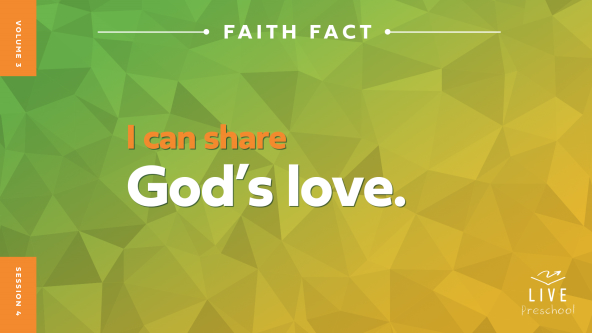 VOLUME 3
FAITH FACT
I can share
God's love.
SESSION 4
LIVE
Preschool